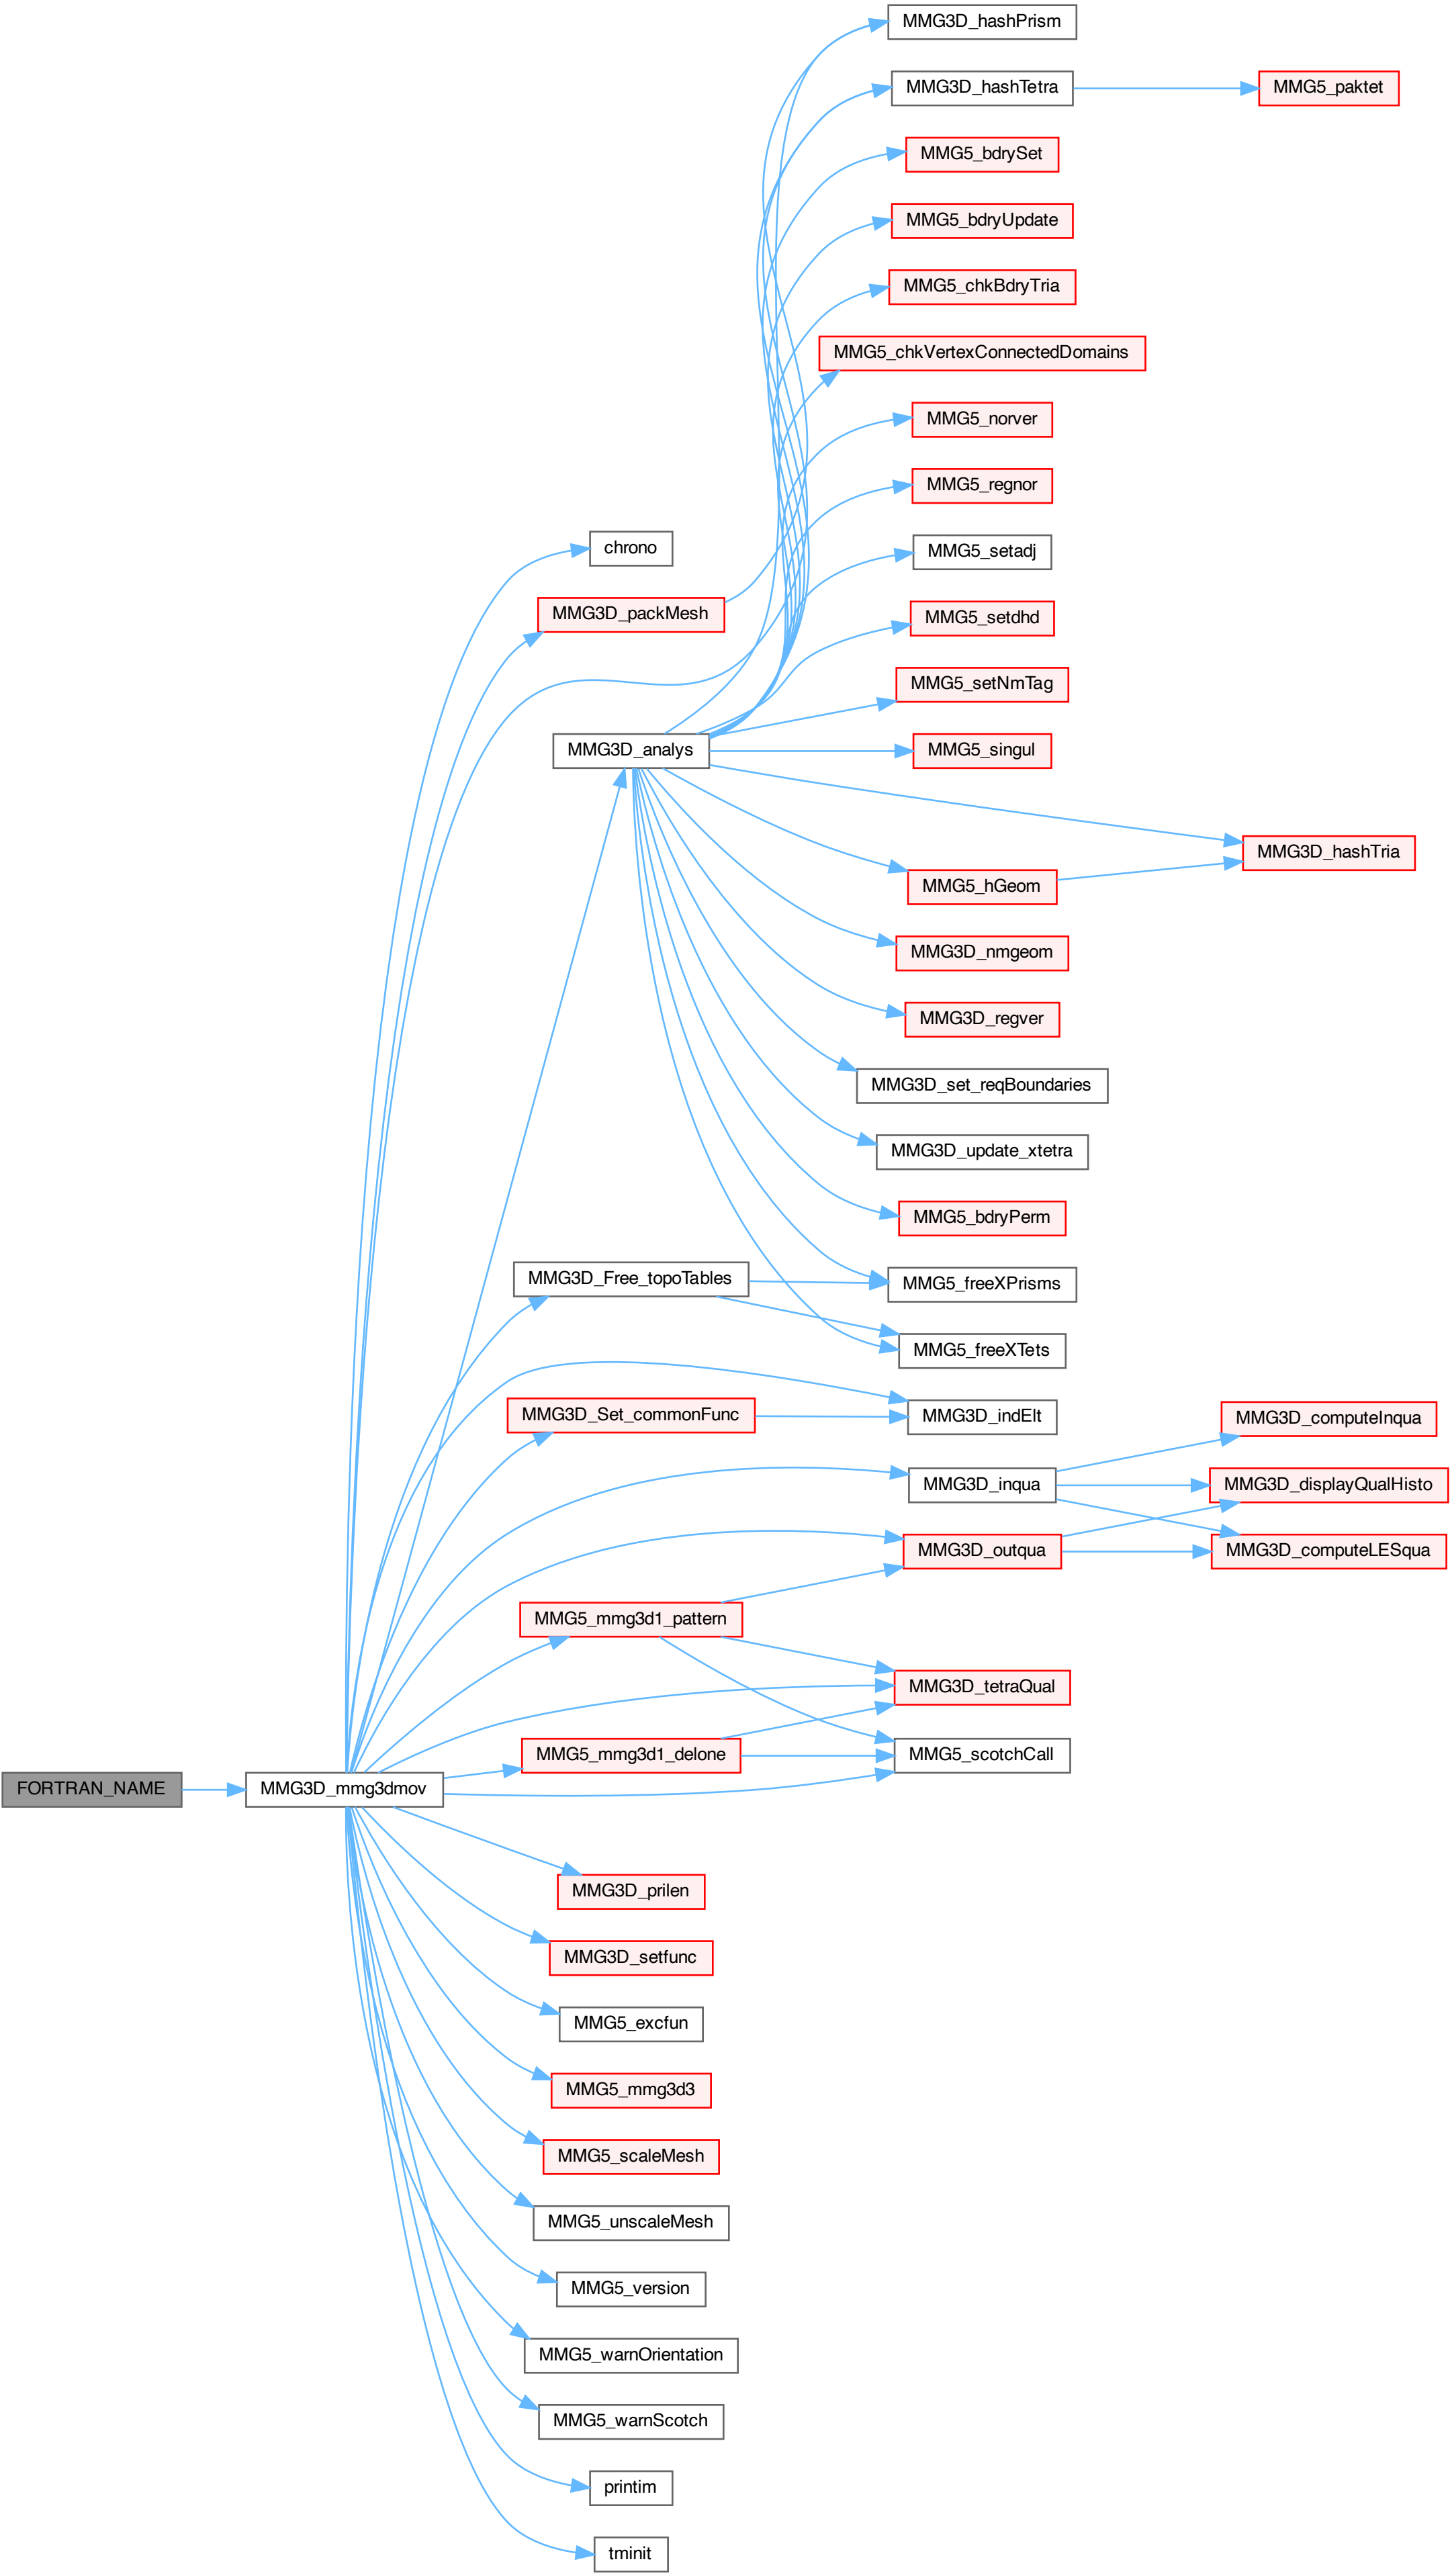 MMG3D_hashPrism
MMG3D_hashTetra
MMG5_paktet
MMG5_bdrySet
MMG5_bdryUpdate
MMG5_chkBdryTria
MMG5_chkVertexConnectedDomains
MMG5_norver
MMG5_regnor
chrono
MMG5_setadj
MMG3D_packMesh
MMG5_setdhd
MMG5_setNmTag
MMG3D_analys
MMG5_singul
MMG3D_hashTria
MMG5_hGeom
MMG3D_nmgeom
MMG3D_regver
MMG3D_set_reqBoundaries
MMG3D_update_xtetra
MMG5_bdryPerm
MMG3D_Free_topoTables
MMG5_freeXPrisms
MMG5_freeXTets
MMG3D_Set_commonFunc
MMG3D_indElt
MMG3D_computeInqua
MMG3D_inqua
MMG3D_displayQualHisto
MMG3D_outqua
MMG3D_computeLESqua
MMG5_mmg3d1_pattern
MMG3D_tetraQual
MMG5_mmg3d1_delone
MMG5_scotchCall
FORTRAN_NAME
MMG3D_mmg3dmov
MMG3D_prilen
MMG3D_setfunc
MMG5_excfun
MMG5_mmg3d3
MMG5_scaleMesh
MMG5_unscaleMesh
MMG5_version
MMG5_warnOrientation
MMG5_warnScotch
printim
tminit